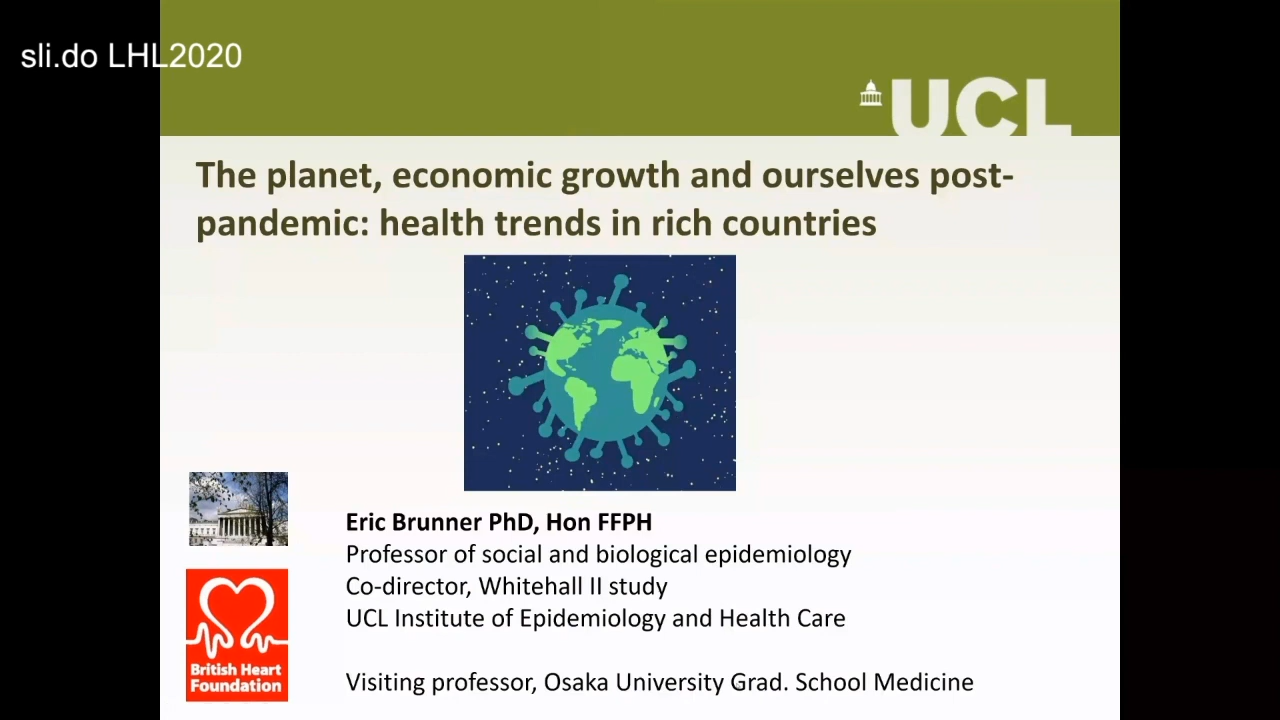 sli.do LHL2020
UCL
The planet, economic growth and ourselves post-
pandemic: health trends in rich countries
Eric Brunner PhD, Hon FFPH
Professor of social and biological epidemiology
Co-director, Whitehall II study
UCL Institute of Epidemiology and Health Care
British Heart
Foundation
Visiting professor, Osaka University Grad. School Medicine